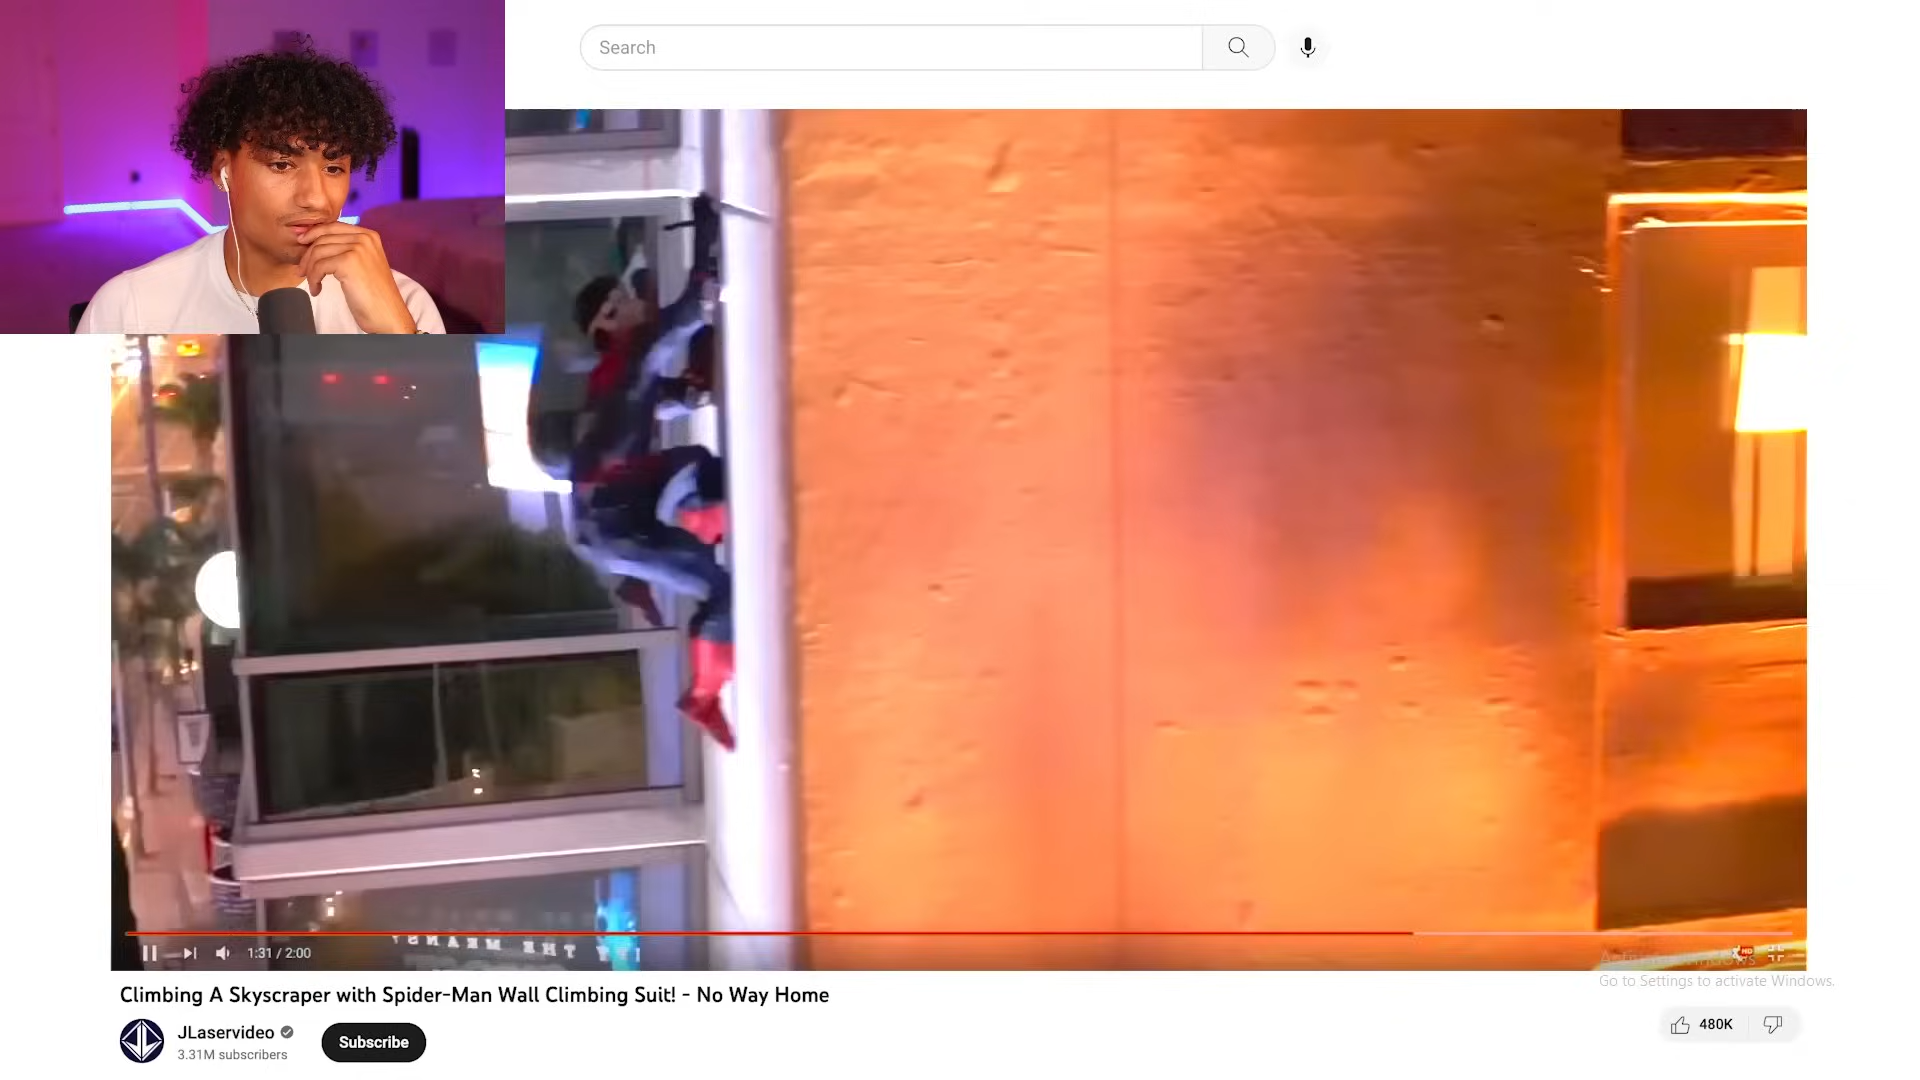 Search
1:31 / 2:00
HD
Go to Settings to activate Windows.
Climbing A Skyscraper with Spider-Man Wall Climbing Suit! - No Way Home
JLaservideo
3.31M subscribers
Subscribe
480K